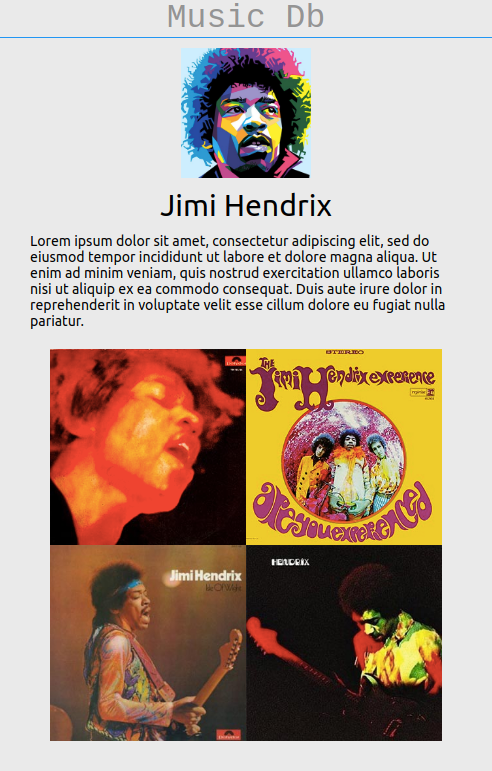 Music Db
Jimi Hendrix
Lorem ipsum dolor sit amet, consectetur adipiscing elit, sed do
eiusmod tempor incididunt ut labore et dolore magna aliqua. Ut
enim ad minim veniam, quis nostrud exercitation ullamco laboris
nisi ut aliquip ex ea commodo consequat. Duis aute irure dolor in
reprehenderit in voluptate velit esse cillum dolore eu fugiat nulla
pariatur.
STEREO
THE
Jimi Hendrix experience
are you experienced
Jimi Hendrix
Isle Of Wight
HENDRIX